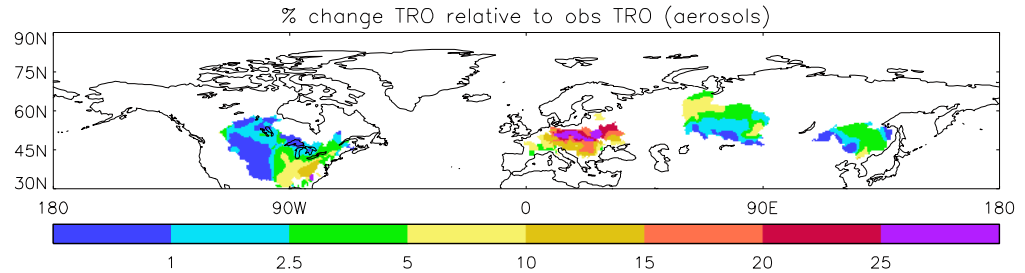 % change TRO relative to obs TRO (aerosols)
90N
75N
60N
45N
30N
180 90W 0 90E 180
1 2.5 5 10 15 20 25